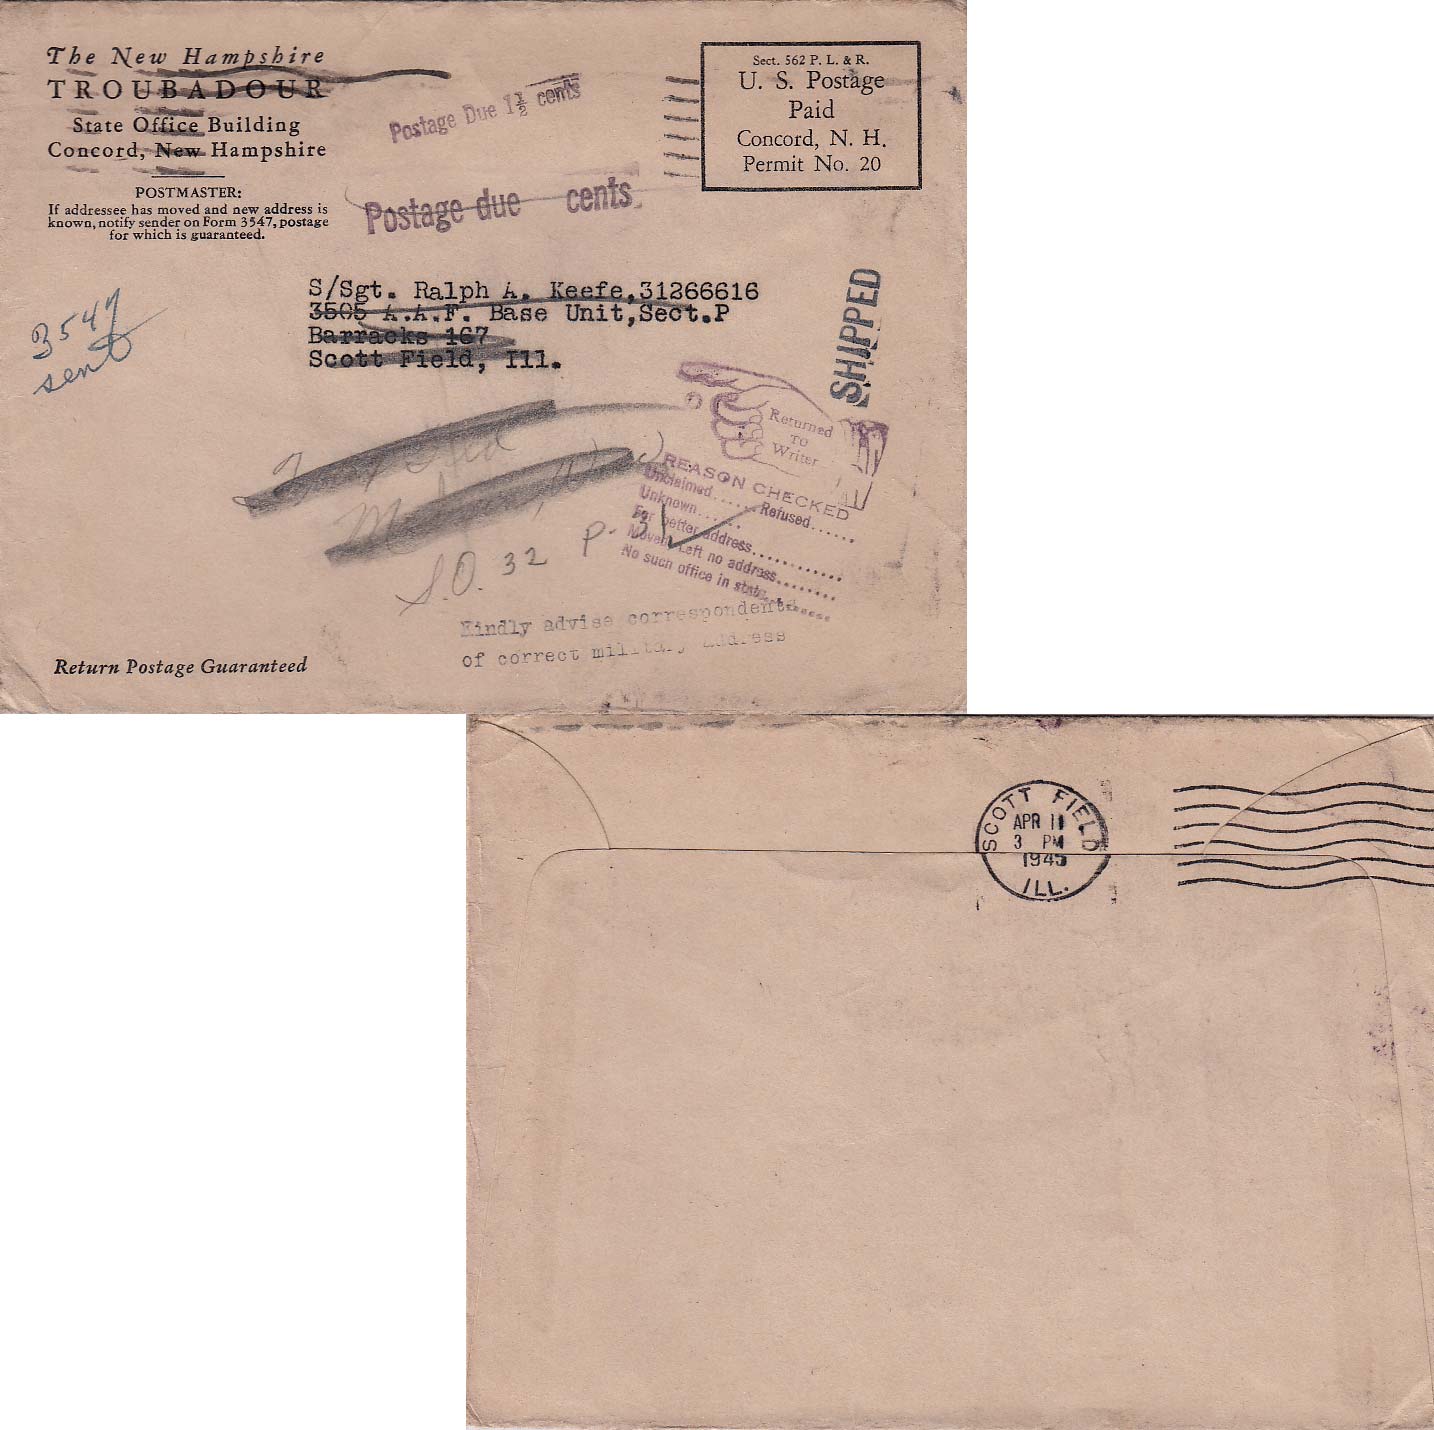 The New Hampshire
TROUBADOUR
State Office Building
Concord, New Hampshire
POSTMASTER:
If addressee has moved and new address is
known, notify sender on Form 3547, postage
for which is guaranteed.
Postage Due 1½ cents
Postage due cents
Sect. 562 P. L. & R.
U. S. Postage
Paid
Concord, N. H.
Permit No. 20
3547
sent
S/Sgt. Ralph A. Keefe,31266616
3505 A.A.F. Base Unit,Sect.P
Barracks 167
Scott Field, Ill.
SHIPPED
Returned
TO
Writer
REASON CHECKED
Unclaimed.......Refused......
Unknown......
For better address.............
Moved, Left no address.........
No such office in state..........
Field
S.O. 32 P-
Kindly advise correspondents
of correct military address
Return Postage Guaranteed
SCOTT FIELD
APR 11
3 PM
1945
ILL.